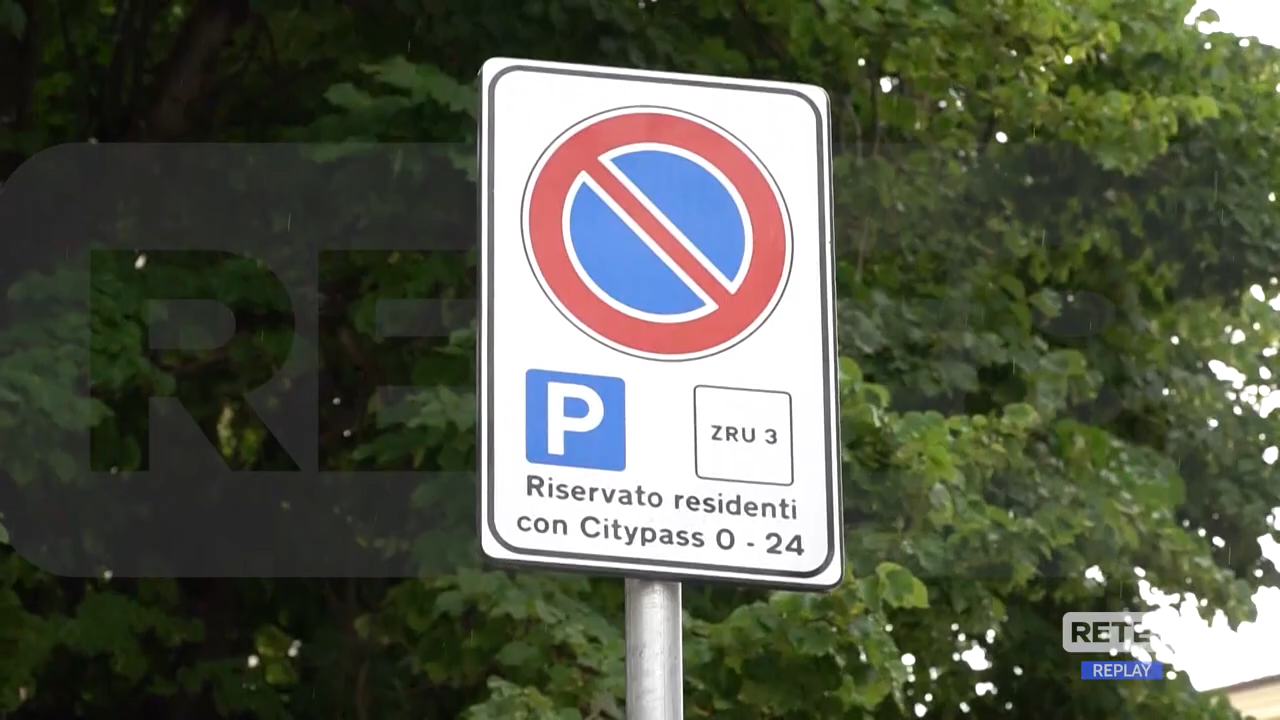 P
ZRU 3
Riservato residenti
con Citypass 0 - 24
RETE
REPLAY